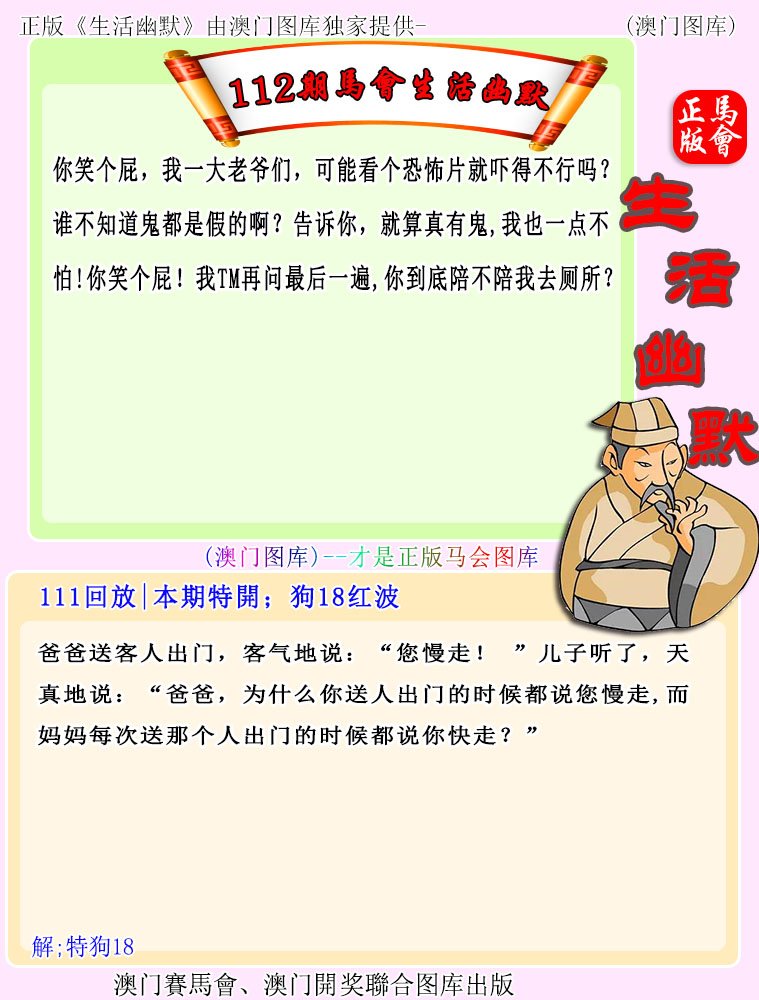 正版《生活幽默》由澳门图库独家提供-
(澳门图库)
112期馬會生活幽默
正版
馬會
生活幽默
你笑个屁，我一大老爷们，可能看个恐怖片就吓得不行吗？
谁不知道鬼都是假的啊？告诉你，就算真有鬼,我也一点不
怕!你笑个屁！我TM再问最后一遍,你到底陪不陪我去厕所？
(澳门图库)--才是正版马会图库
111回放|本期特開；狗18红波
爸爸送客人出门，客气地说：“您慢走！ ”儿子听了，天
真地说：“爸爸，为什么你送人出门的时候都说您慢走,而
妈妈每次送那个人出门的时候都说你快走？”
解;特狗18
澳门賽馬會、澳门開奖聯合图库出版